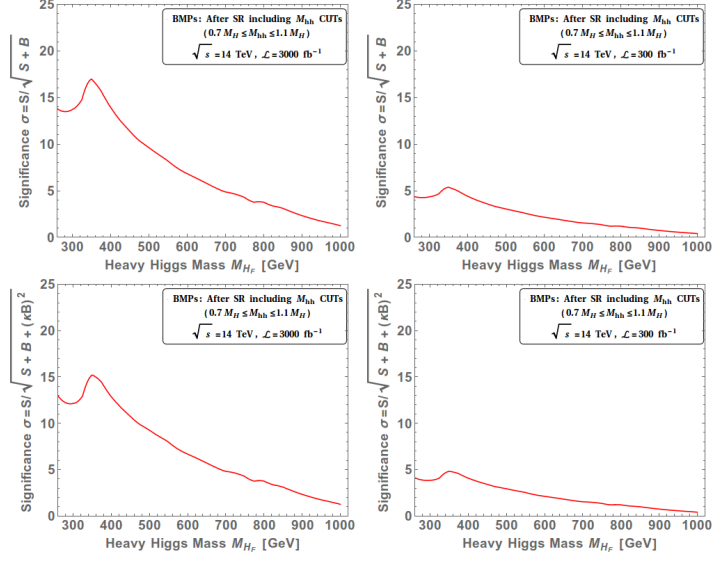 BMPs: After SR including M_hh CUTs
(0.7 M_H ≤ M_hh ≤ 1.1 M_H)
√s = 14 TeV, ℒ = 3000 fb⁻¹
Significance σ=S/√S + B
25
20
15
10
5
0
300 400 500 600 700 800 900 1000
Heavy Higgs Mass M_{H_F} [GeV]
BMPs: After SR including M_hh CUTs
(0.7 M_H ≤ M_hh ≤ 1.1 M_H)
√s = 14 TeV, ℒ = 300 fb⁻¹
Significance σ=S/√S + B
25
20
15
10
5
0
300 400 500 600 700 800 900 1000
Heavy Higgs Mass M_{H_F} [GeV]
BMPs: After SR including M_hh CUTs
(0.7 M_H ≤ M_hh ≤ 1.1 M_H)
√s = 14 TeV, ℒ = 3000 fb⁻¹
Significance σ=S/√S + B + (κB)²
25
20
15
10
5
0
300 400 500 600 700 800 900 1000
Heavy Higgs Mass M_{H_F} [GeV]
BMPs: After SR including M_hh CUTs
(0.7 M_H ≤ M_hh ≤ 1.1 M_H)
√s = 14 TeV, ℒ = 300 fb⁻¹
Significance σ=S/√S + B + (κB)²
25
20
15
10
5
0
300 400 500 600 700 800 900 1000
Heavy Higgs Mass M_{H_F} [GeV]